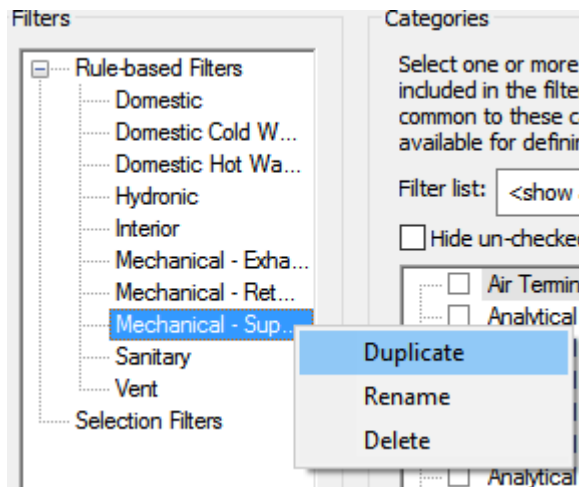 Filters
Rule-based Filters
Domestic
Domestic Cold W...
Domestic Hot Wa...
Hydronic
Interior
Mechanical - Exha...
Mechanical - Ret...
Mechanical - Sup...
Sanitary
Vent
Selection Filters
Categories
Select one or more
included in the filte
common to these c
available for definin
Filter list:
<show
Hide un-checked
Air Termin
Analytical
Duplicate
Rename
Delete
Analytical